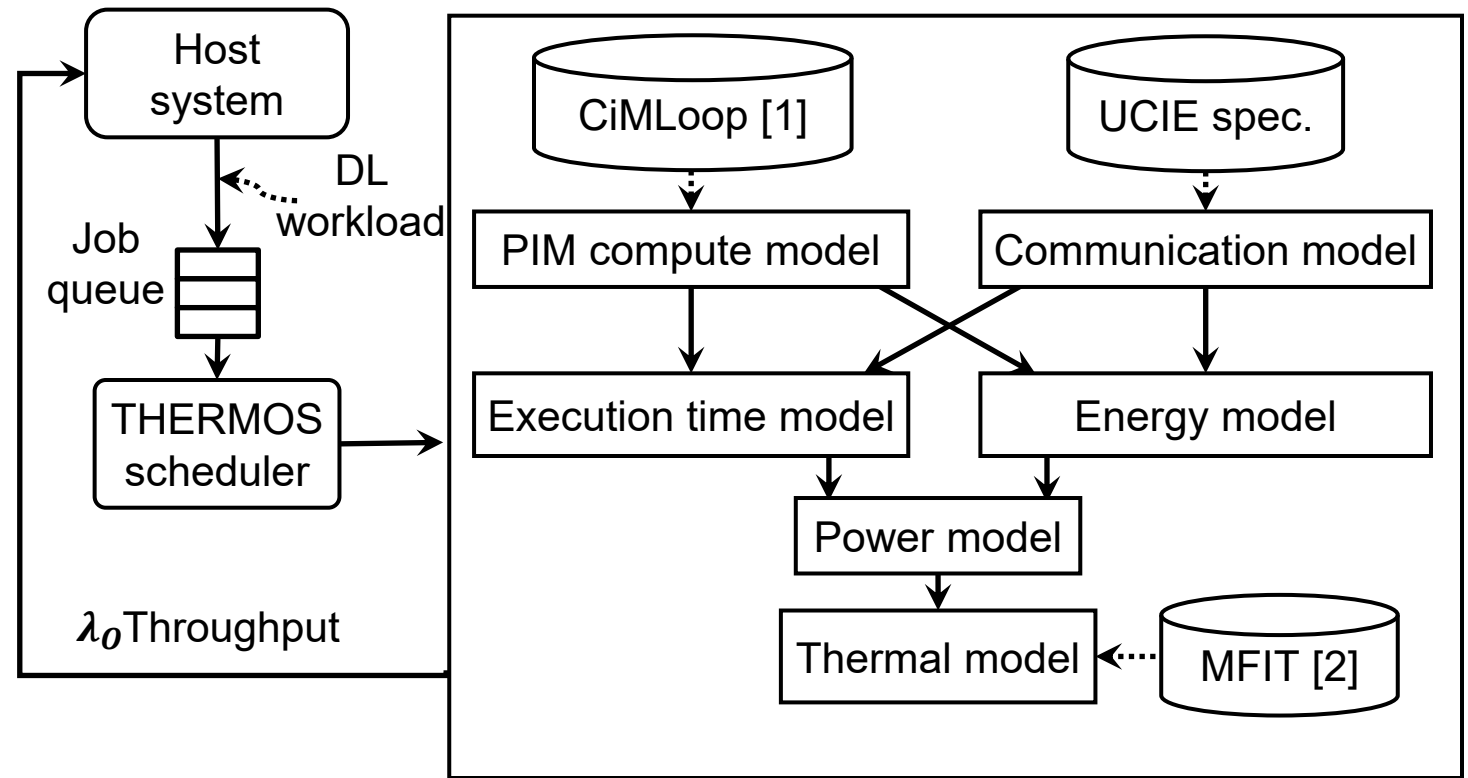 Host
system
DL
workload
Job
queue
THERMOS
scheduler
λ₀Throughput
CiMLoop [1]
UCIE spec.
PIM compute model
Communication model
Execution time model
Energy model
Power model
Thermal model
MFIT [2]